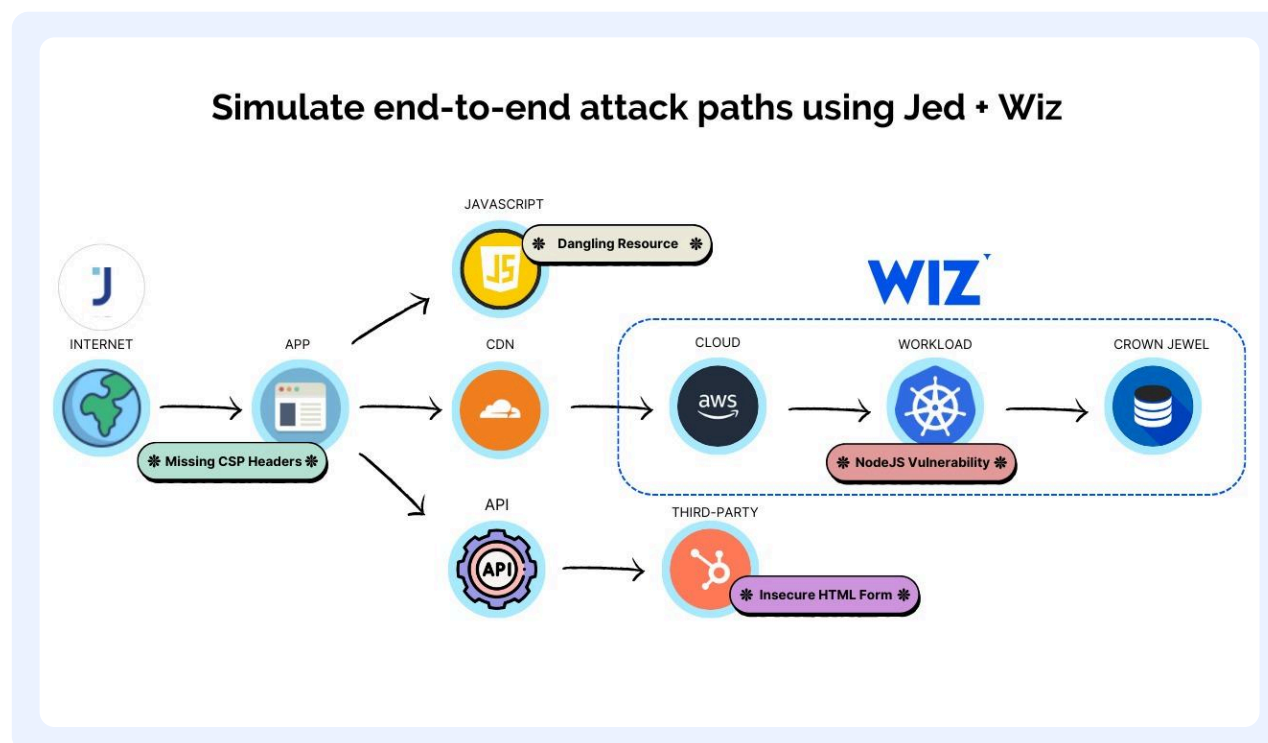 Simulate end-to-end attack paths using Jed + Wiz
JAVASCRIPT
JS
Dangling Resource
J
WIZ
INTERNET
APP
CDN
CLOUD
WORKLOAD
CROWN JEWEL
aws
Missing CSP Headers
NodeJS Vulnerability
API
THIRD-PARTY
API
Insecure HTML Form